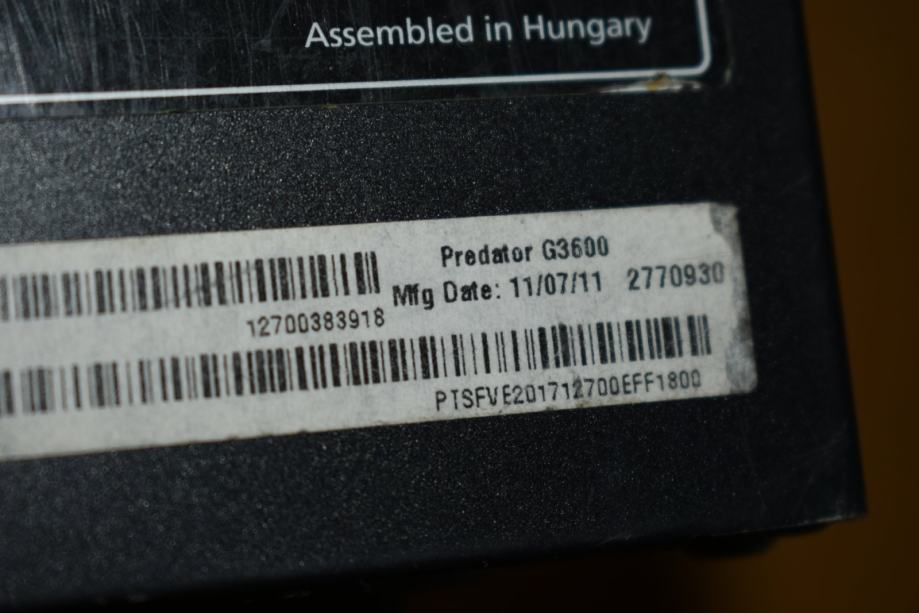 Assembled in Hungary
Predator G3600
Mfg Date: 11/07/11 2770930
12700383918
PTSFVE201712700EFF1800